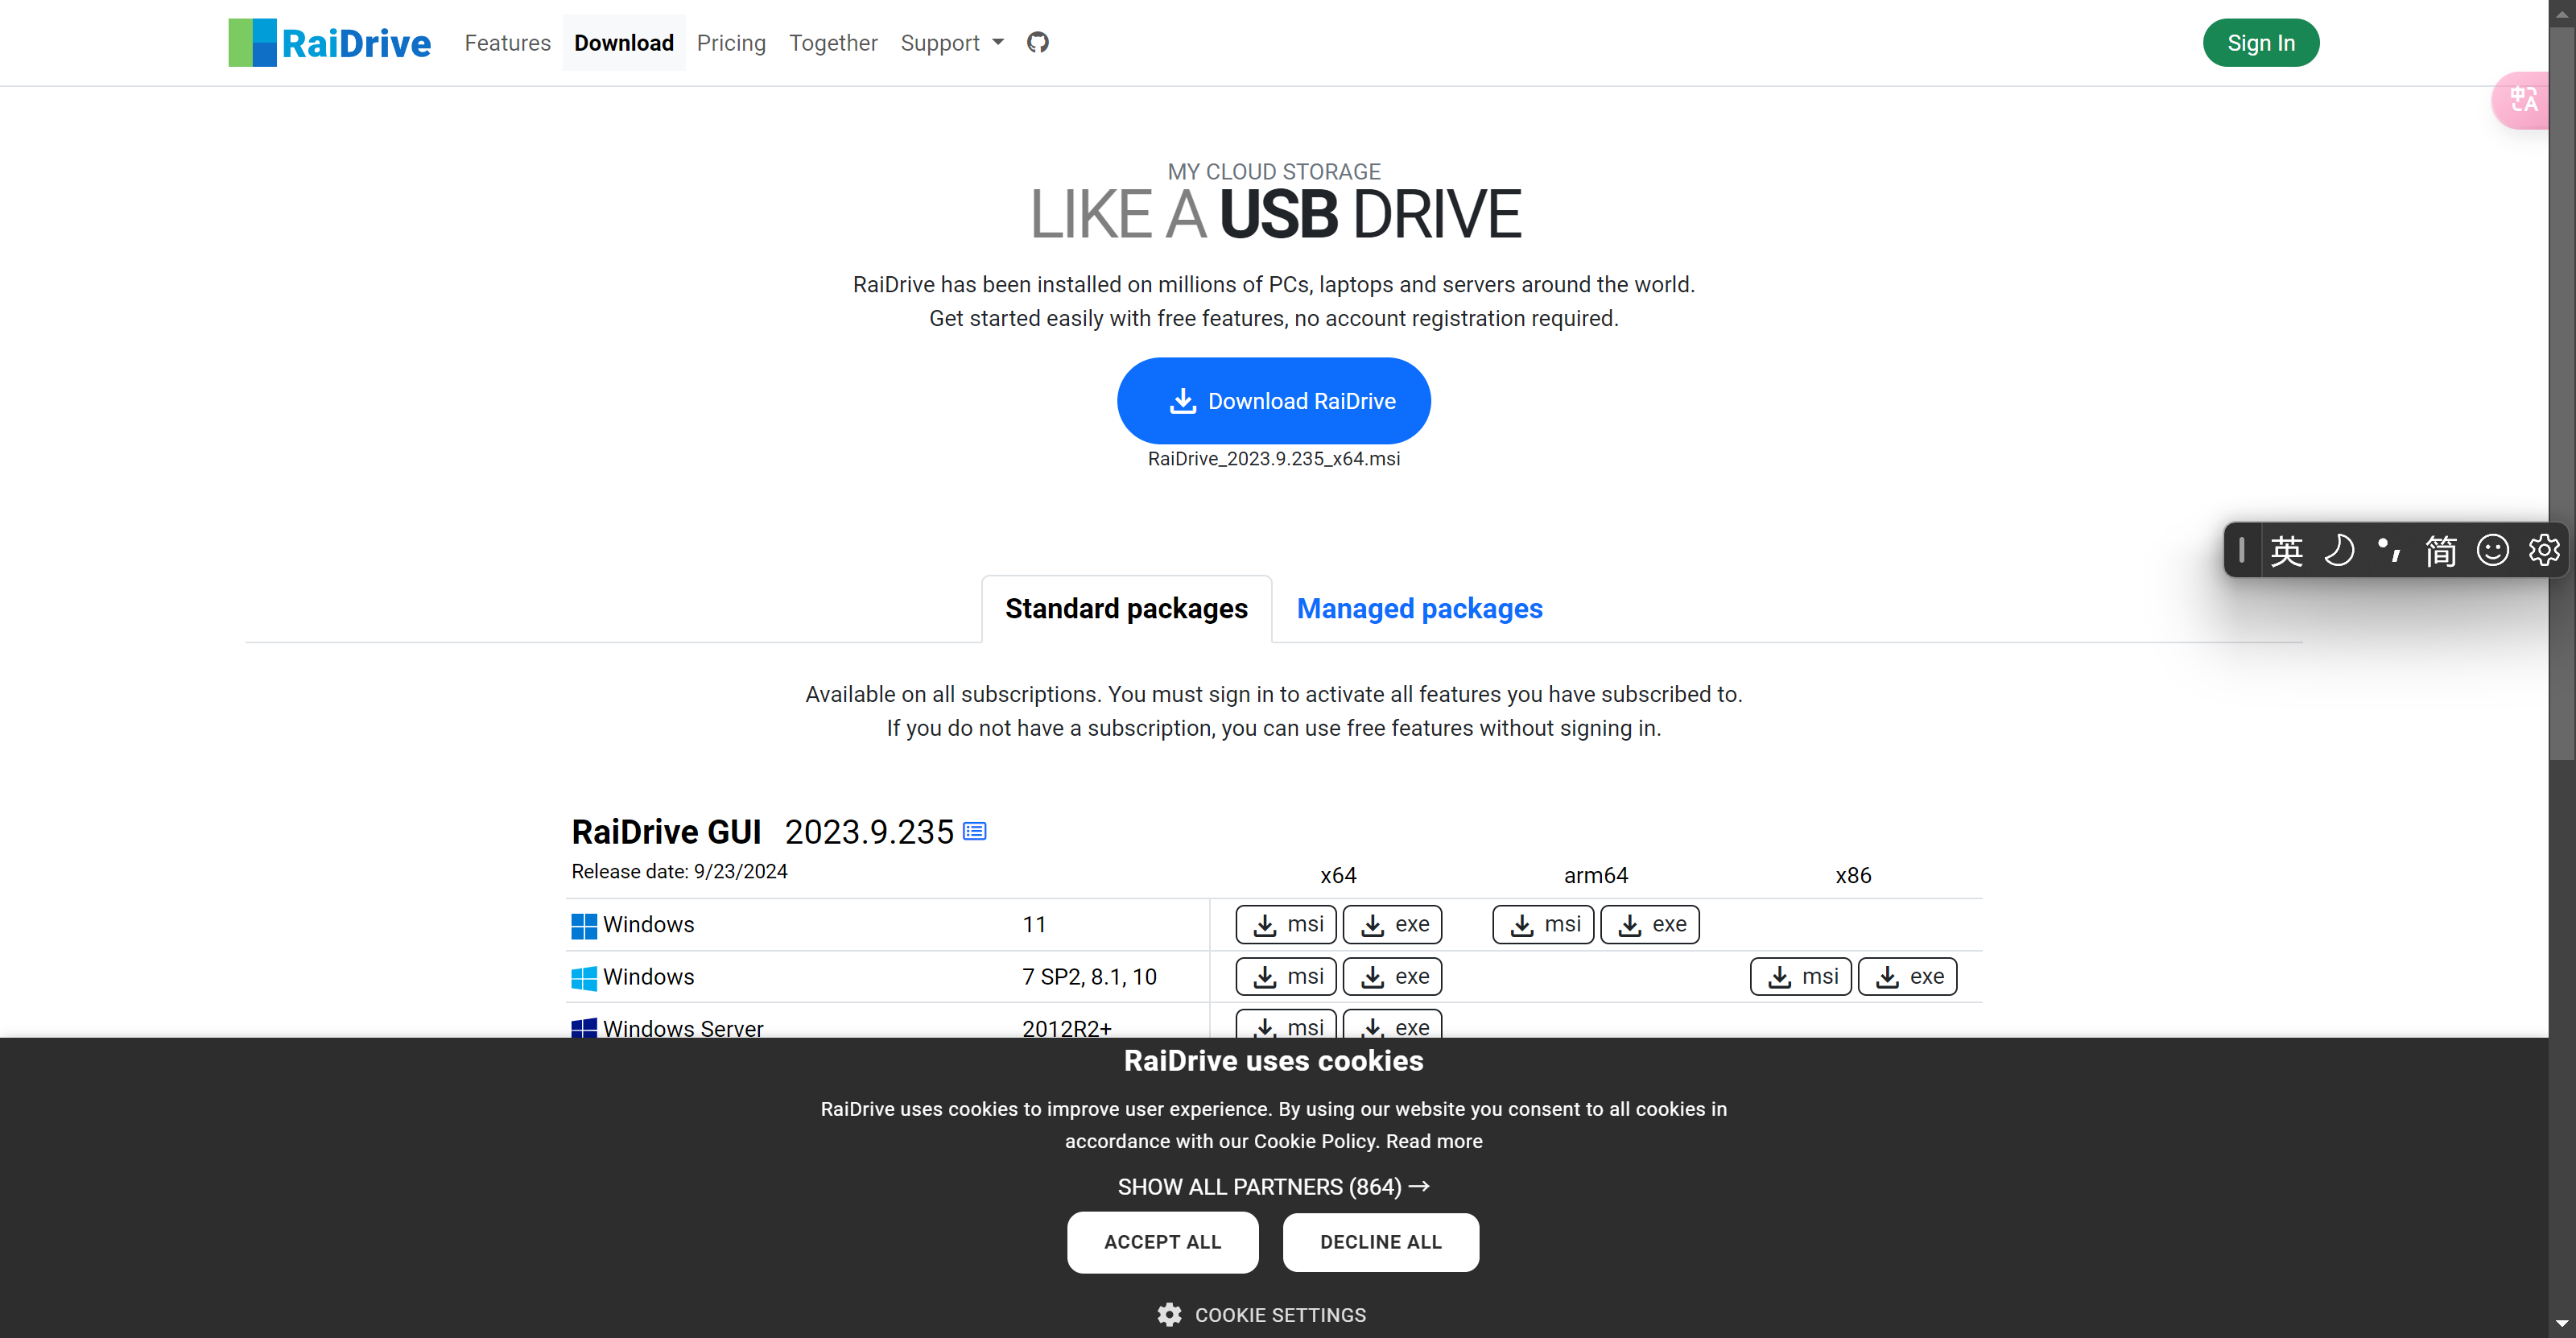 RaiDrive Features Download Pricing Together Support Sign In
MY CLOUD STORAGE
LIKE A USB DRIVE
RaiDrive has been installed on millions of PCs, laptops and servers around the world.
Get started easily with free features, no account registration required.
Download RaiDrive
RaiDrive_2023.9.235_x64.msi
英 简
Standard packages Managed packages
Available on all subscriptions. You must sign in to activate all features you have subscribed to.
If you do not have a subscription, you can use free features without signing in.
RaiDrive GUI 2023.9.235
Release date: 9/23/2024 x64 arm64 x86
Windows 11 msi exe msi exe
Windows 7 SP2, 8.1, 10 msi exe msi exe
Windows Server 2012R2+ msi exe
RaiDrive uses cookies
RaiDrive uses cookies to improve user experience. By using our website you consent to all cookies in
accordance with our Cookie Policy. Read more
SHOW ALL PARTNERS (864) →
ACCEPT ALL DECLINE ALL
COOKIE SETTINGS